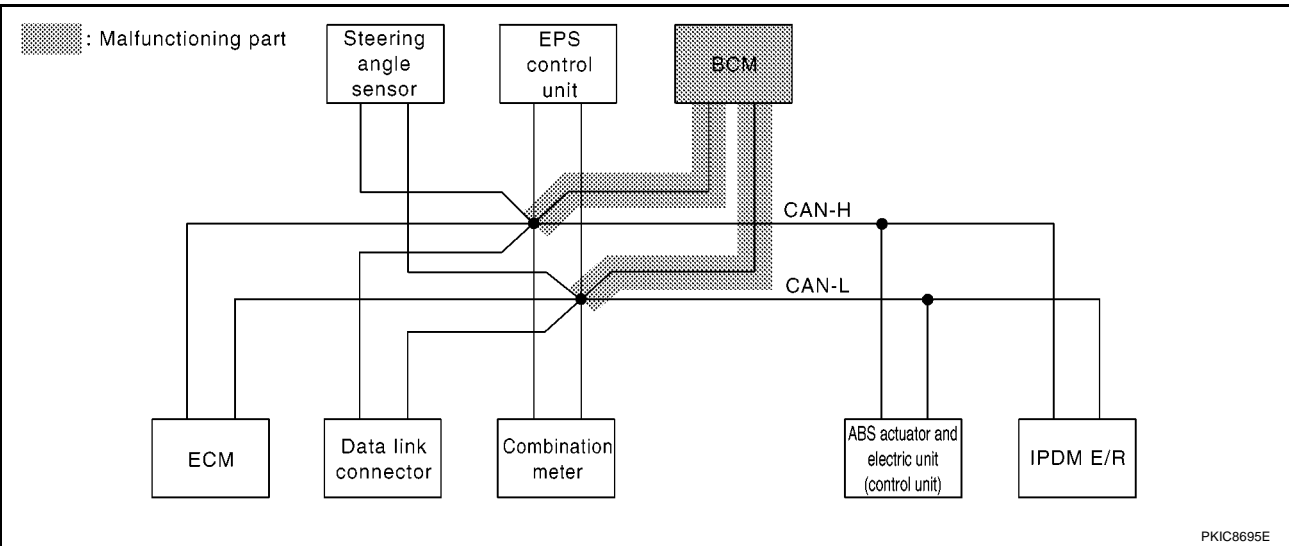 : Malfunctioning part
Steering
angle
sensor
EPS
control
unit
BCM
CAN-H
CAN-L
ECM
Data link
connector
Combination
meter
ABS actuator and
electric unit
(control unit)
IPDM E/R
PKIC8695E